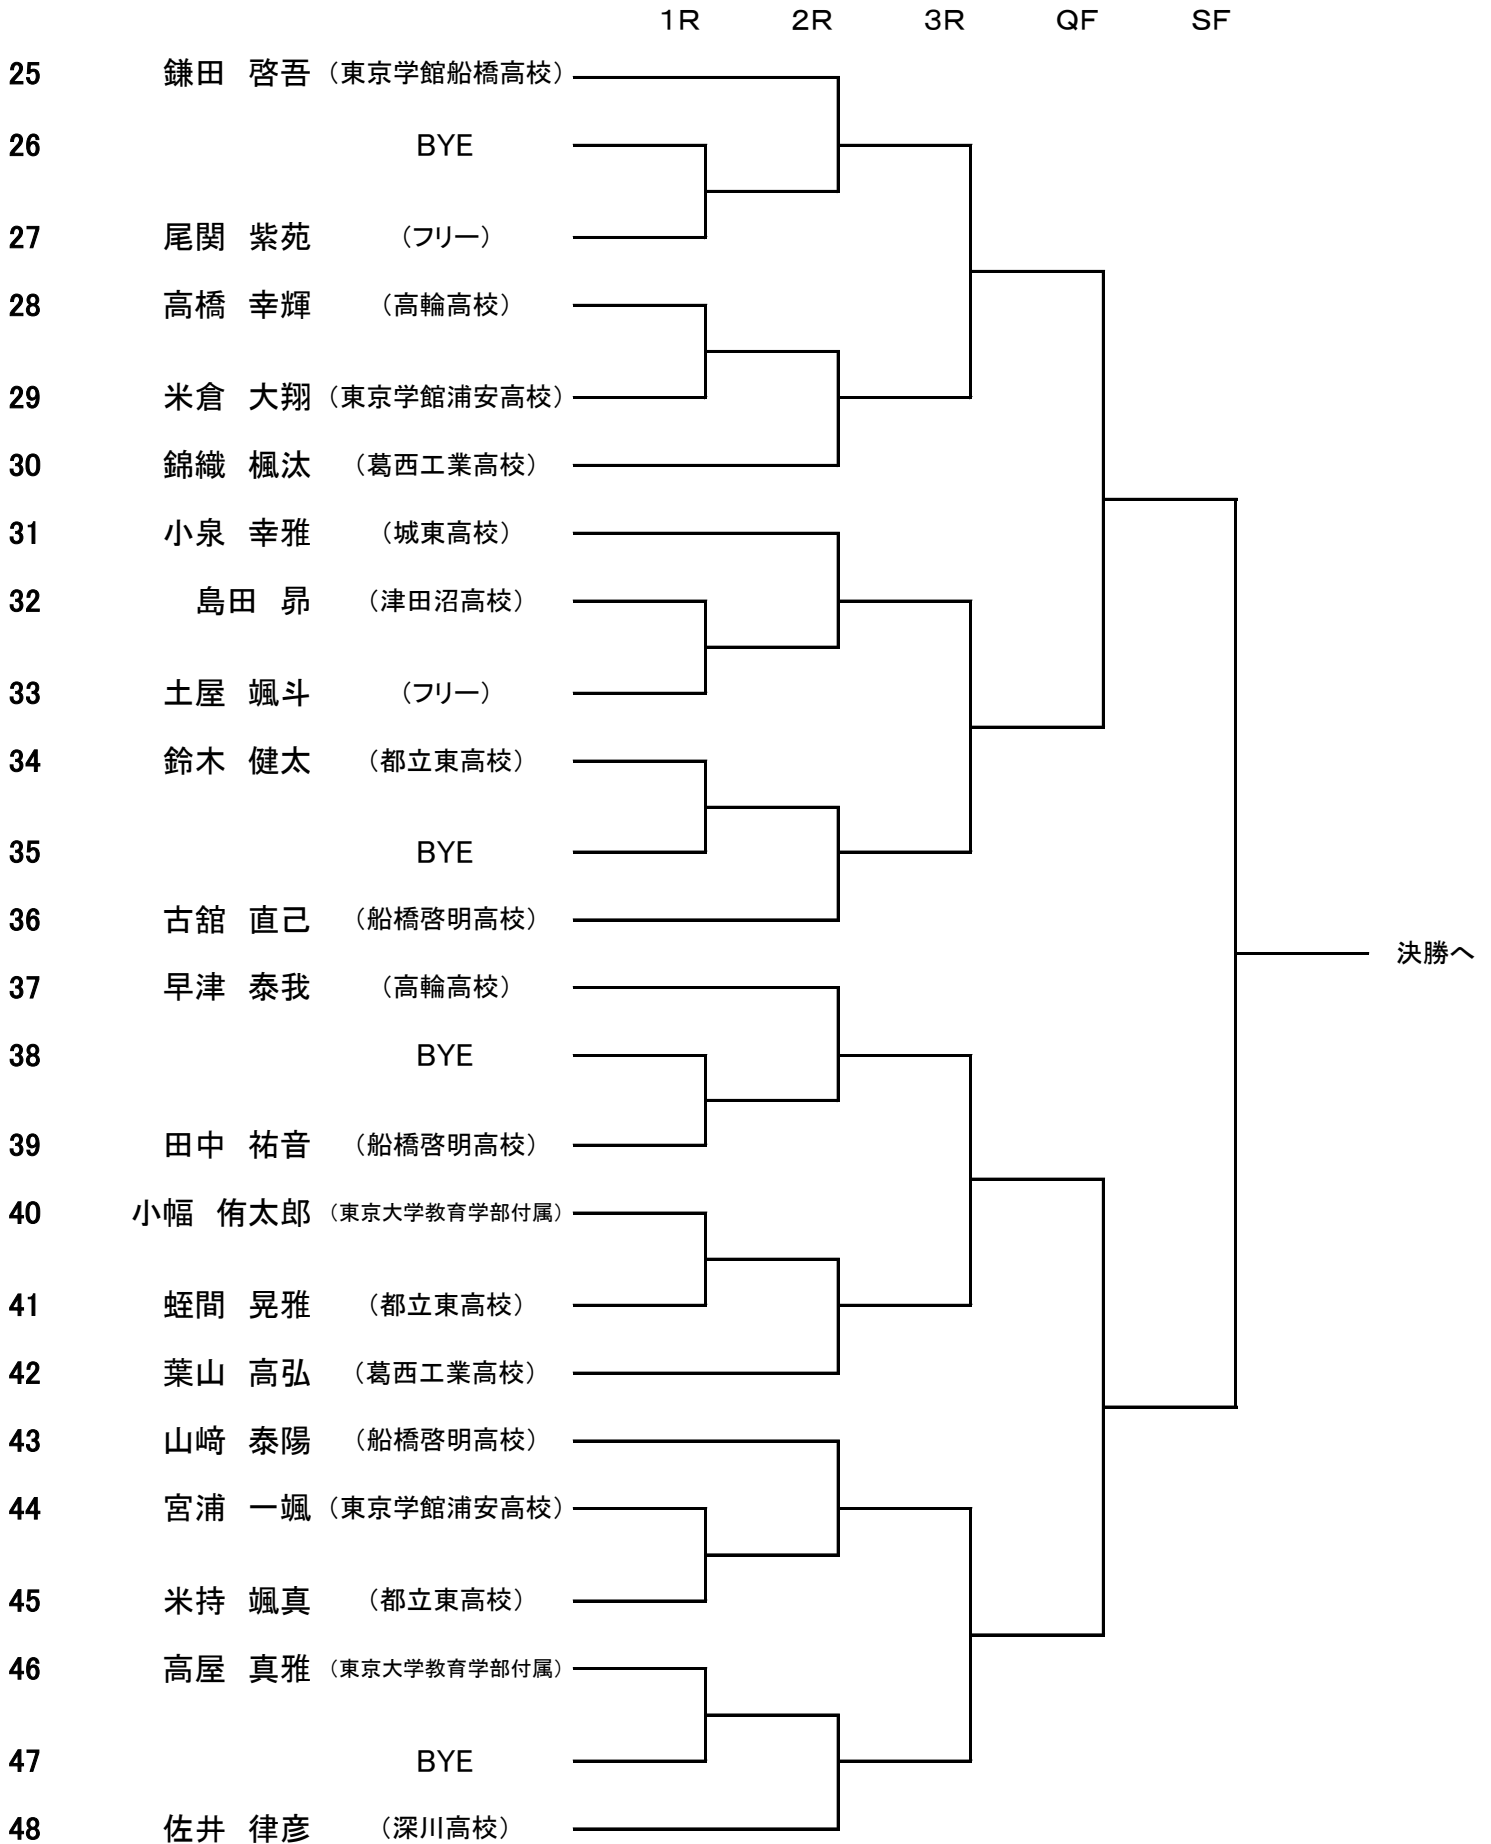 1R 2R 3R QF SF
25 鎌田 啓吾 (東京学館船橋高校)
26 BYE
27 尾関 紫苑 (フリー)
28 高橋 幸輝 (高輪高校)
29 米倉 大翔 (東京学館浦安高校)
30 錦織 楓汰 (葛西工業高校)
31 小泉 幸雅 (城東高校)
32 島田 昴 (津田沼高校)
33 土屋 颯斗 (フリー)
34 鈴木 健太 (都立東高校)
35 BYE
36 古舘 直己 (船橋啓明高校)
決勝へ
37 早津 泰我 (高輪高校)
38 BYE
39 田中 祐音 (船橋啓明高校)
40 小幅 侑太郎 (東京大学教育学部付属)
41 蛭間 晃雅 (都立東高校)
42 葉山 高弘 (葛西工業高校)
43 山﨑 泰陽 (船橋啓明高校)
44 宮浦 一颯 (東京学館浦安高校)
45 米持 颯真 (都立東高校)
46 高屋 真雅 (東京大学教育学部付属)
47 BYE
48 佐井 律彦 (深川高校)